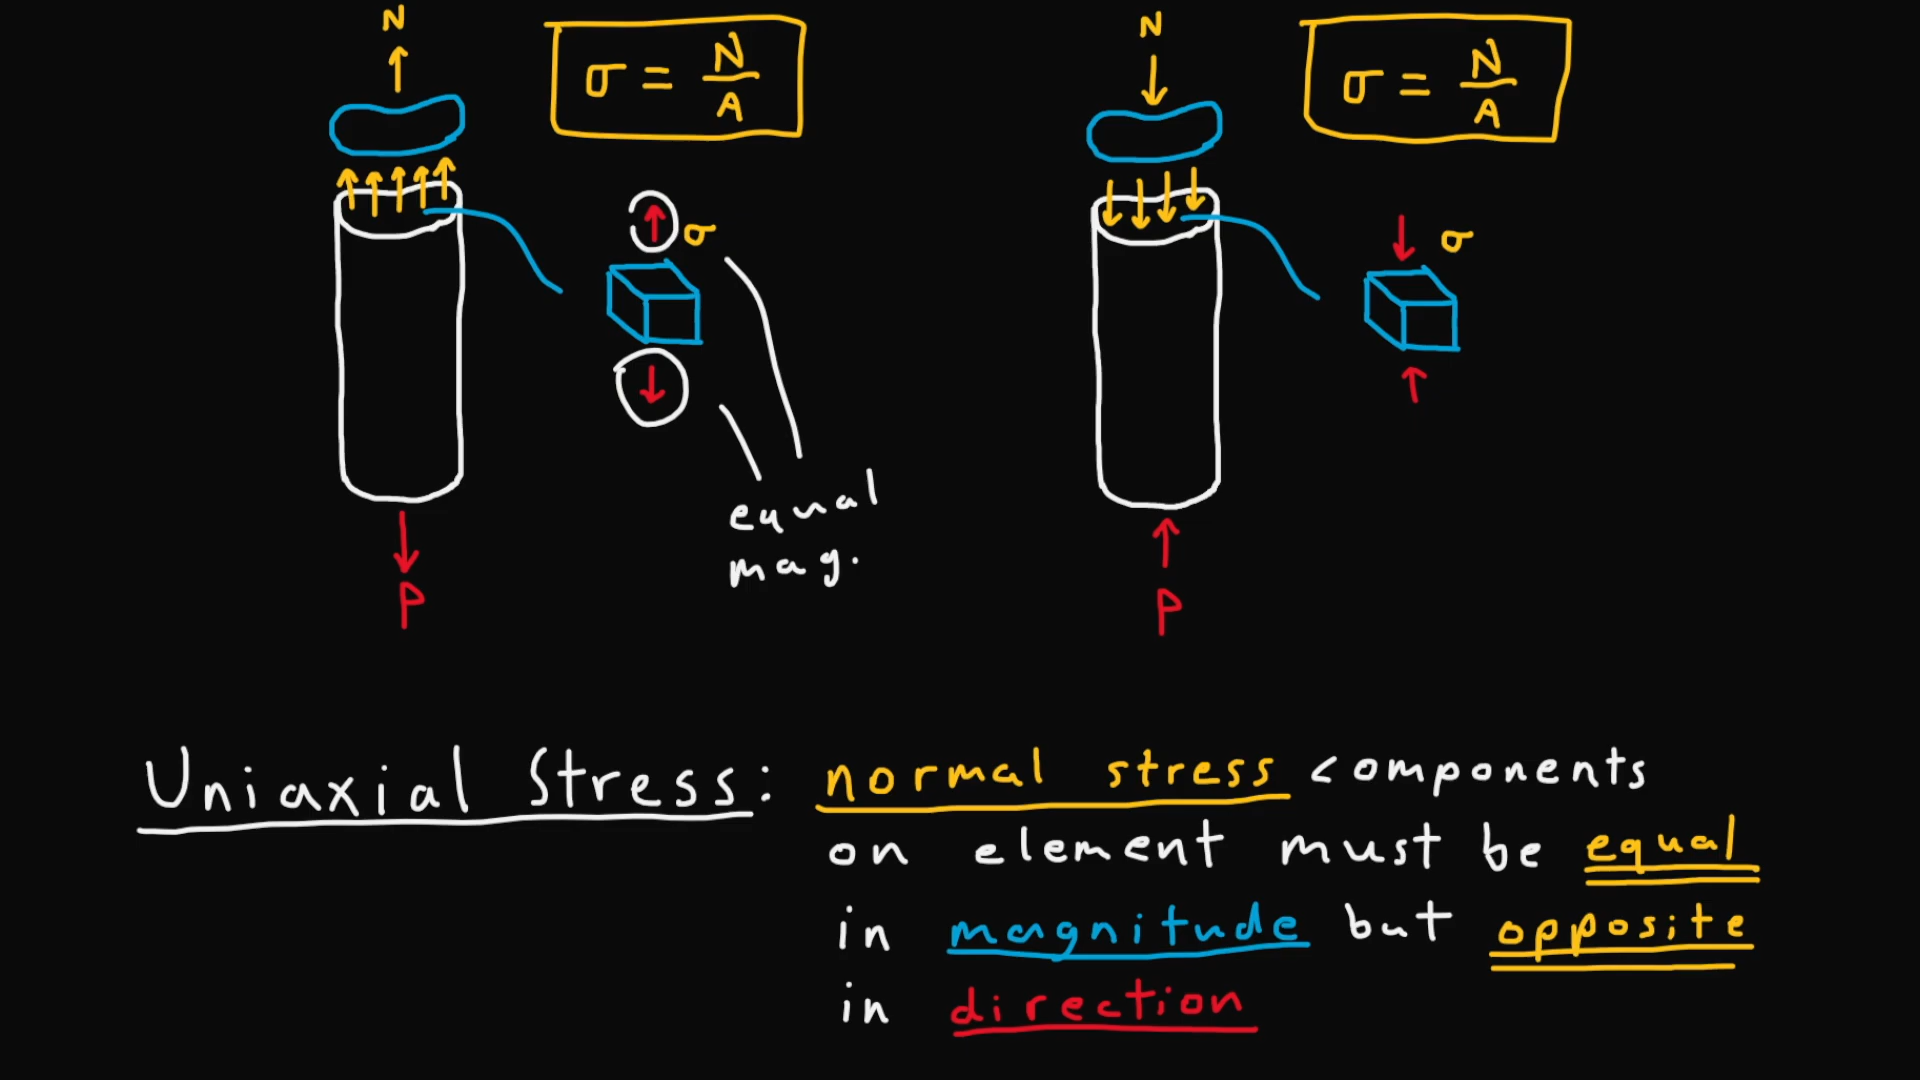 N
σ = N/A
σ
equal
mag.
P
N
σ = N/A
σ
P
Uniaxial Stress: normal stress components
on element must be equal
in magnitude but opposite
in direction